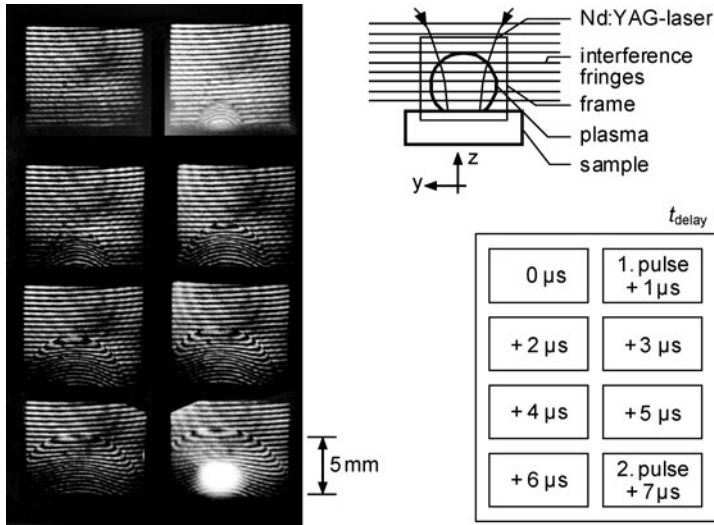 Nd:YAG-laser
interference
fringes
frame
plasma
sample
z
y
t delay
0 µs
1. pulse
+ 1 µs
+ 2 µs
+ 3 µs
+ 4 µs
+ 5 µs
+ 6 µs
2. pulse
+ 7 µs
5 mm